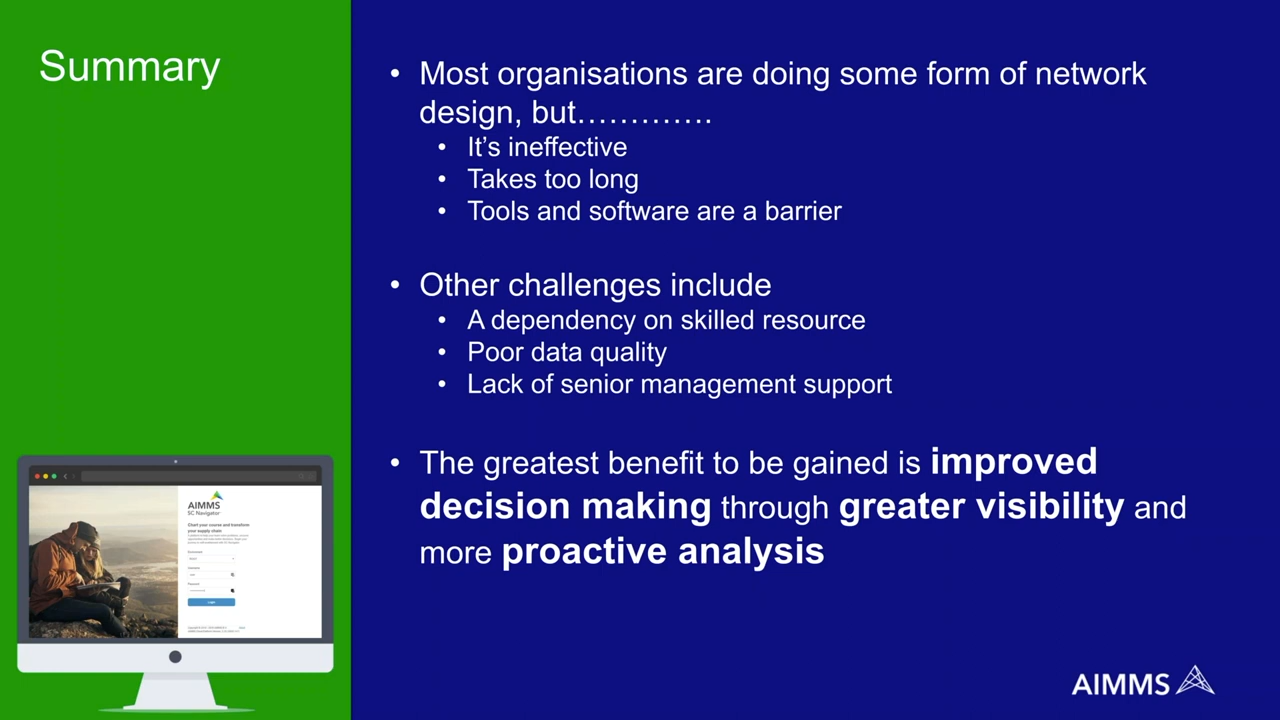 Summary
• Most organisations are doing some form of network
design, but………….
• It’s ineffective
• Takes too long
• Tools and software are a barrier
• Other challenges include
• A dependency on skilled resource
• Poor data quality
• Lack of senior management support
• The greatest benefit to be gained is improved
decision making through greater visibility and
more proactive analysis
AIMMS
SC Navigator
Chart your course and transform
your supply chain
Login
AIMMS